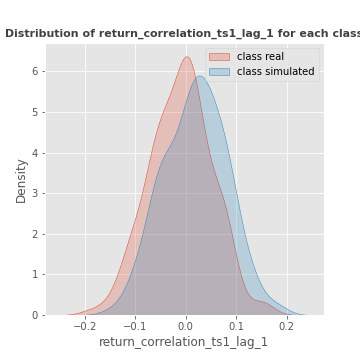 Distribution of return_correlation_ts1_lag_1 for each class
class real
class simulated
6
5
4
3
2
1
0
Density
−0.2 −0.1 0.0 0.1 0.2
return_correlation_ts1_lag_1